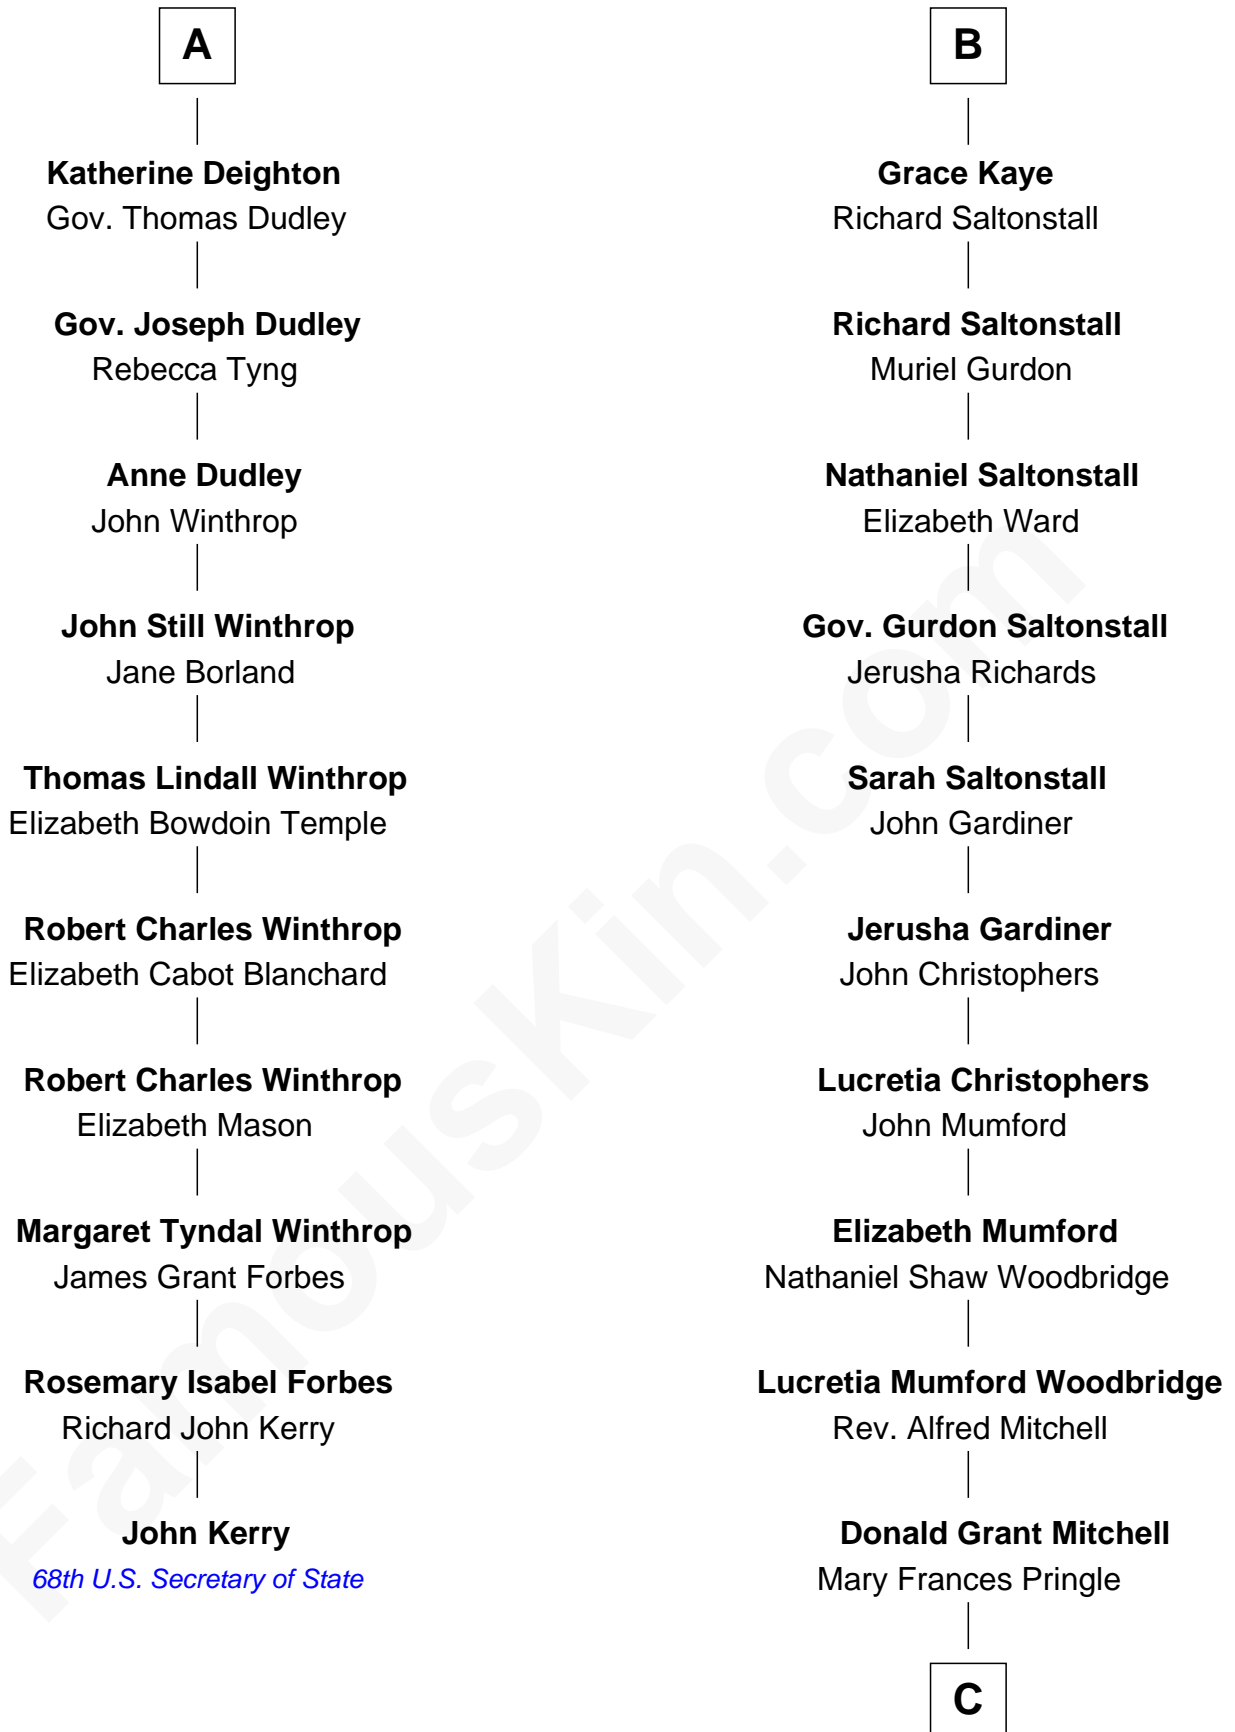 A
Katherine Deighton
Gov. Thomas Dudley
Gov. Joseph Dudley
Rebecca Tyng
Anne Dudley
John Winthrop
John Still Winthrop
Jane Borland
Thomas Lindall Winthrop
Elizabeth Bowdoin Temple
Robert Charles Winthrop
Elizabeth Cabot Blanchard
Robert Charles Winthrop
Elizabeth Mason
Margaret Tyndal Winthrop
James Grant Forbes
Rosemary Isabel Forbes
Richard John Kerry
John Kerry
68th U.S. Secretary of State
B
Grace Kaye
Richard Saltonstall
Richard Saltonstall
Muriel Gurdon
Nathaniel Saltonstall
Elizabeth Ward
Gov. Gurdon Saltonstall
Jerusha Richards
Sarah Saltonstall
John Gardiner
Jerusha Gardiner
John Christophers
Lucretia Christophers
John Mumford
Elizabeth Mumford
Nathaniel Shaw Woodbridge
Lucretia Mumford Woodbridge
Rev. Alfred Mitchell
Donald Grant Mitchell
Mary Frances Pringle
C
FamousKin.com